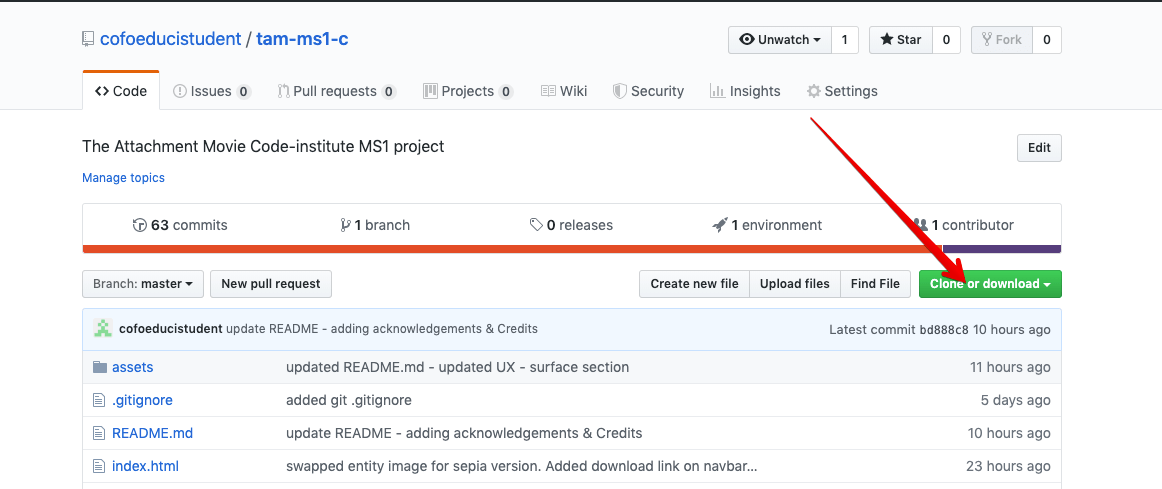 cofoeducistudent / tam-ms1-c
Unwatch 1 Star 0 Fork 0
Code Issues 0 Pull requests 0 Projects 0 Wiki Security Insights Settings
The Attachment Movie Code-institute MS1 project Edit
Manage topics
63 commits 1 branch 0 releases 1 environment 1 contributor
Branch: master New pull request Create new file Upload files Find File Clone or download
cofoeducistudent update README - adding acknowledgements & Credits Latest commit bd888c8 10 hours ago
assets updated README.md - updated UX - surface section 11 hours ago
.gitignore added git .gitignore 5 days ago
README.md update README - adding acknowledgements & Credits 10 hours ago
index.html swapped entity image for sepia version. Added download link on navbar... 23 hours ago